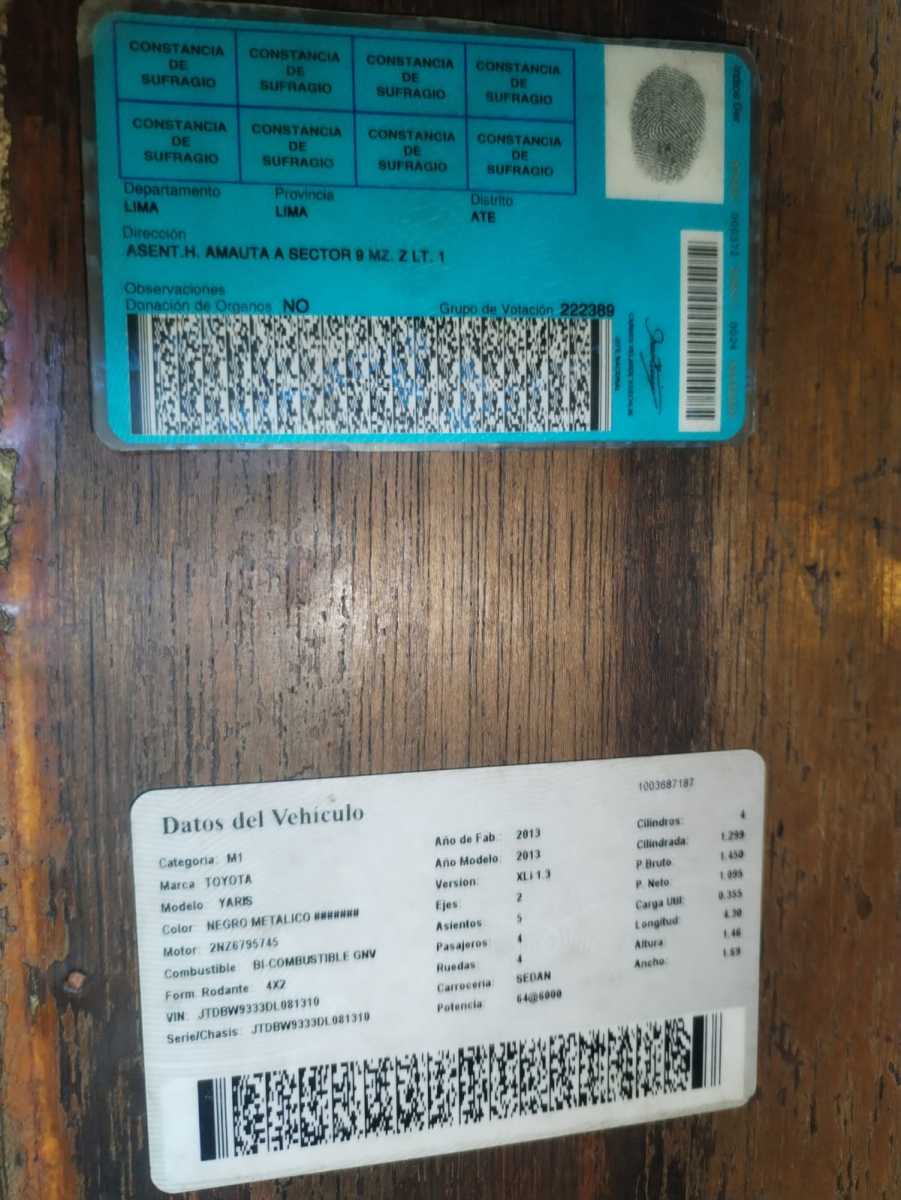 CONSTANCIA DE SUFRAGIO CONSTANCIA DE SUFRAGIO CONSTANCIA DE SUFRAGIO CONSTANCIA DE SUFRAGIO
CONSTANCIA DE SUFRAGIO CONSTANCIA DE SUFRAGIO CONSTANCIA DE SUFRAGIO CONSTANCIA DE SUFRAGIO
Departamento Provincia Distrito
LIMA LIMA ATE
Dirección
ASENT.H. AMAUTA A SECTOR 9 MZ. Z LT. 1
Observaciones
Donación de Organos NO Grupo de Votación 222389
1003687187
Datos del Vehículo
Categoria: M1
Marca TOYOTA
Modelo YARIS
Color NEGRO METALICO #######
Motor: 2NZ6795745
Combustible BI-COMBUSTIBLE GNV
Form. Rodante 4X2
VIN: JTDBW9333DL081310
Serie/Chasis: JTDBW9333DL081310
Año de Fab.: 2013
Año Modelo: 2013
Version: XLi 1.3
Ejes: 2
Asientos 5
Pasajeros 4
Ruedas 4
Carroceria: SEDAN
Potencia: 64@6000
Cilindros: 4
Cilindrada: 1.299
P.Bruto: 1.450
P. Neto: 1.095
Carga Util: 0.355
Longitud: 4.30
Altura: 1.46
Ancho: 1.69